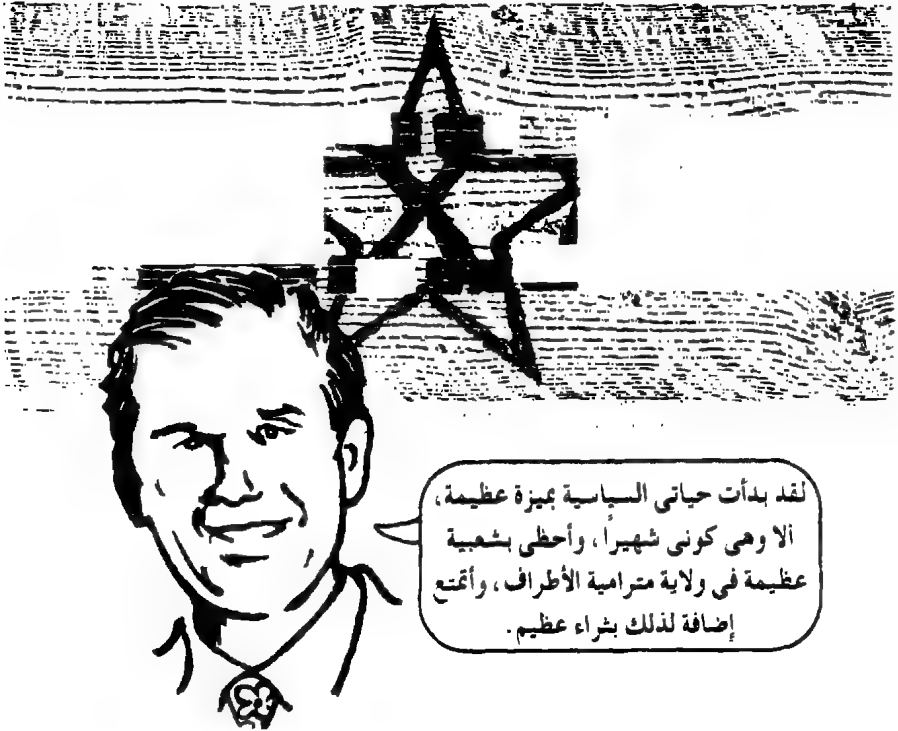 لقد بدأت حياتى السياسية بميزة عظيمة،
ألا وهى كونى شهيراً، وأحظى بشعبية
عظيمة فى ولاية مترامية الأطراف، وأتمتع
إضافة لذلك بثراء عظيم.